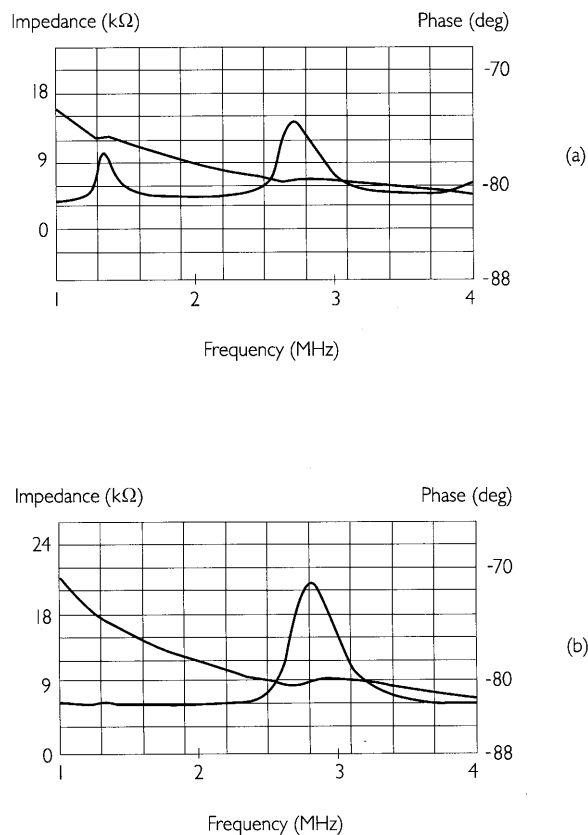 Impedance (kΩ) Phase (deg)
-70
18
(a)
9
-80
0
-88
1 2 3 4
Frequency (MHz)
Impedance (kΩ) Phase (deg)
24
-70
18
(b)
9 -80
0 -88
1 2 3 4
Frequency (MHz)